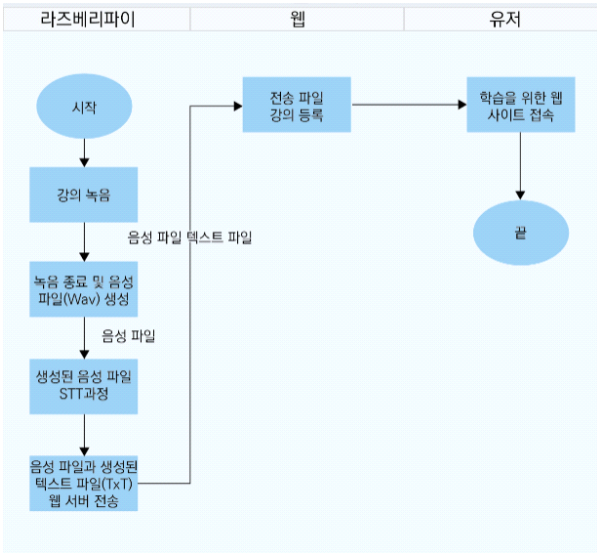 라즈베리파이
웹
유저
시작
강의 녹음
녹음 종료 및 음성
파일(Wav) 생성
음성 파일
생성된 음성 파일
STT과정
음성 파일과 생성된
텍스트 파일(TxT)
웹 서버 전송
음성 파일 텍스트 파일
전송 파일
강의 등록
학습을 위한 웹
사이트 접속
끝